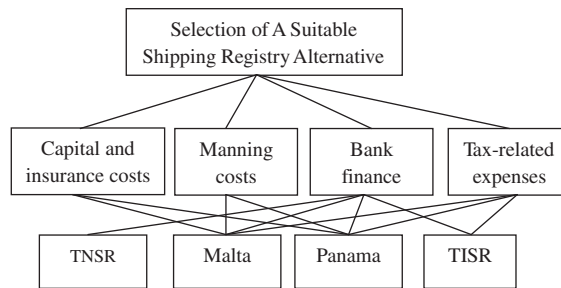 Selection of A Suitable
Shipping Registry Alternative
Capital and
insurance costs
Manning
costs
Bank
finance
Tax-related
expenses
TNSR
Malta
Panama
TISR